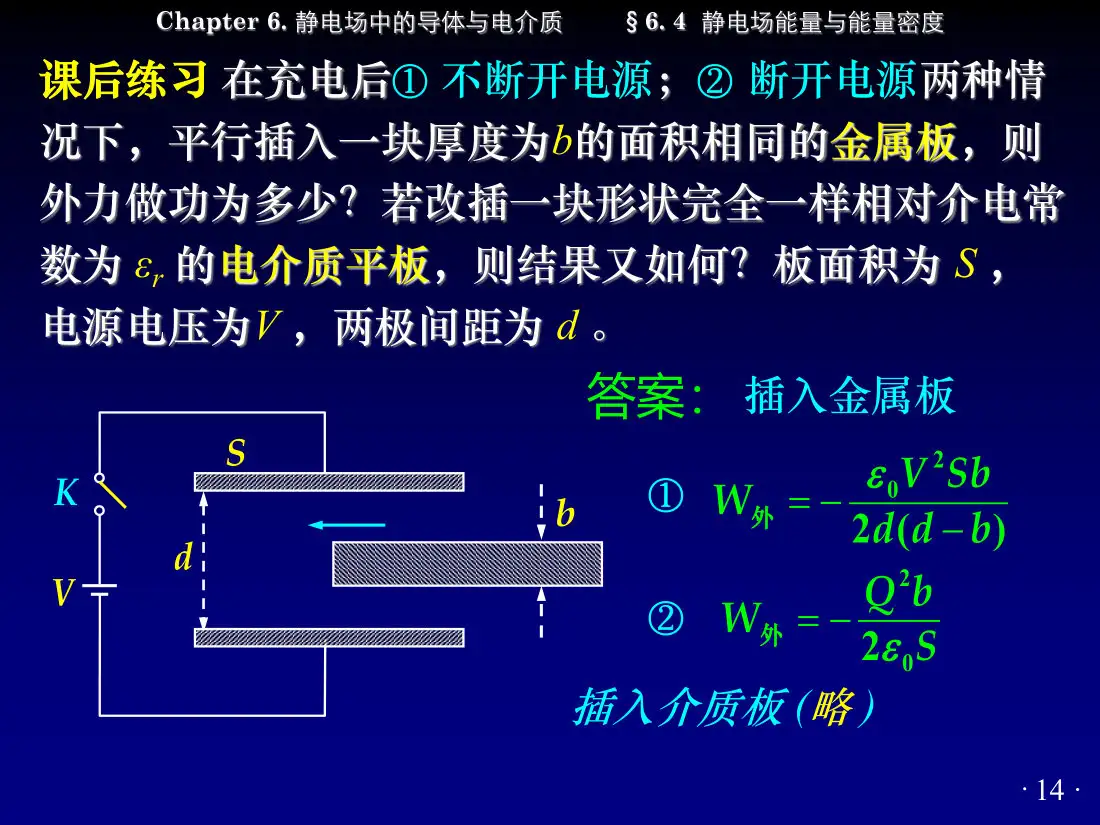 Chapter 6. 静电场中的导体与电介质 § 6. 4 静电场能量与能量密度
课后练习 在充电后① 不断开电源；② 断开电源两种情
况下，平行插入一块厚度为b的面积相同的金属板，则
外力做功为多少？若改插一块形状完全一样相对介电常
数为 εr 的电介质平板，则结果又如何？板面积为 S ，
电源电压为V ，两极间距为 d 。
答案： 插入金属板
① W外 = − ε0V²Sb / 2d(d − b)
② W外 = − Q²b / 2ε0S
插入介质板 (略)
S
K
b
d
V
· 14 ·